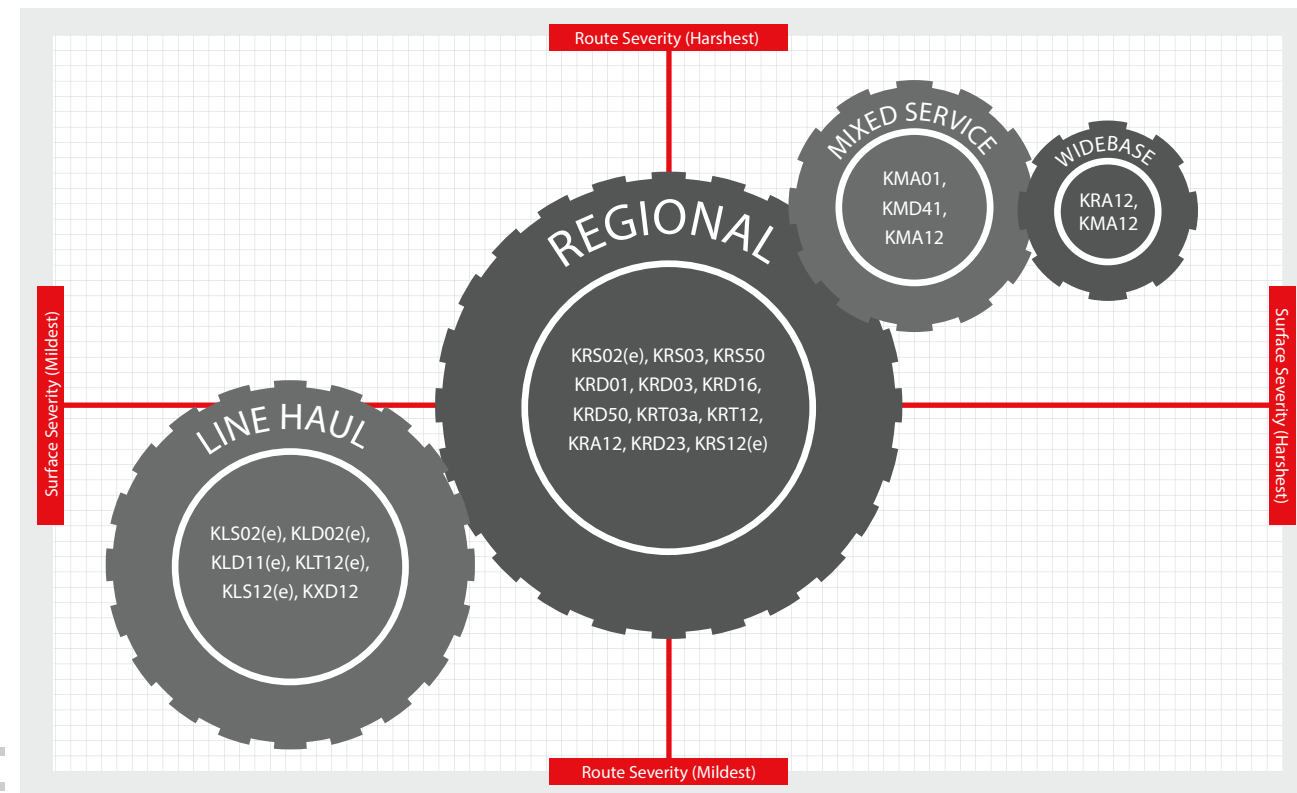 Route Severity (Harshest)
MIXED SERVICE
KMA01,
KMD41,
KMA12
WIDEBASE
KRA12,
KMA12
REGIONAL
KRS02(e), KRS03, KRS50
KRD01, KRD03, KRD16,
KRD50, KRT03a, KRT12,
KRA12, KRD23, KRS12(e)
Surface Severity (Mildest)
Surface Severity (Harshest)
LINE HAUL
KLS02(e), KLD02(e),
KLD11(e), KLT12(e),
KLS12(e), KXD12
Route Severity (Mildest)